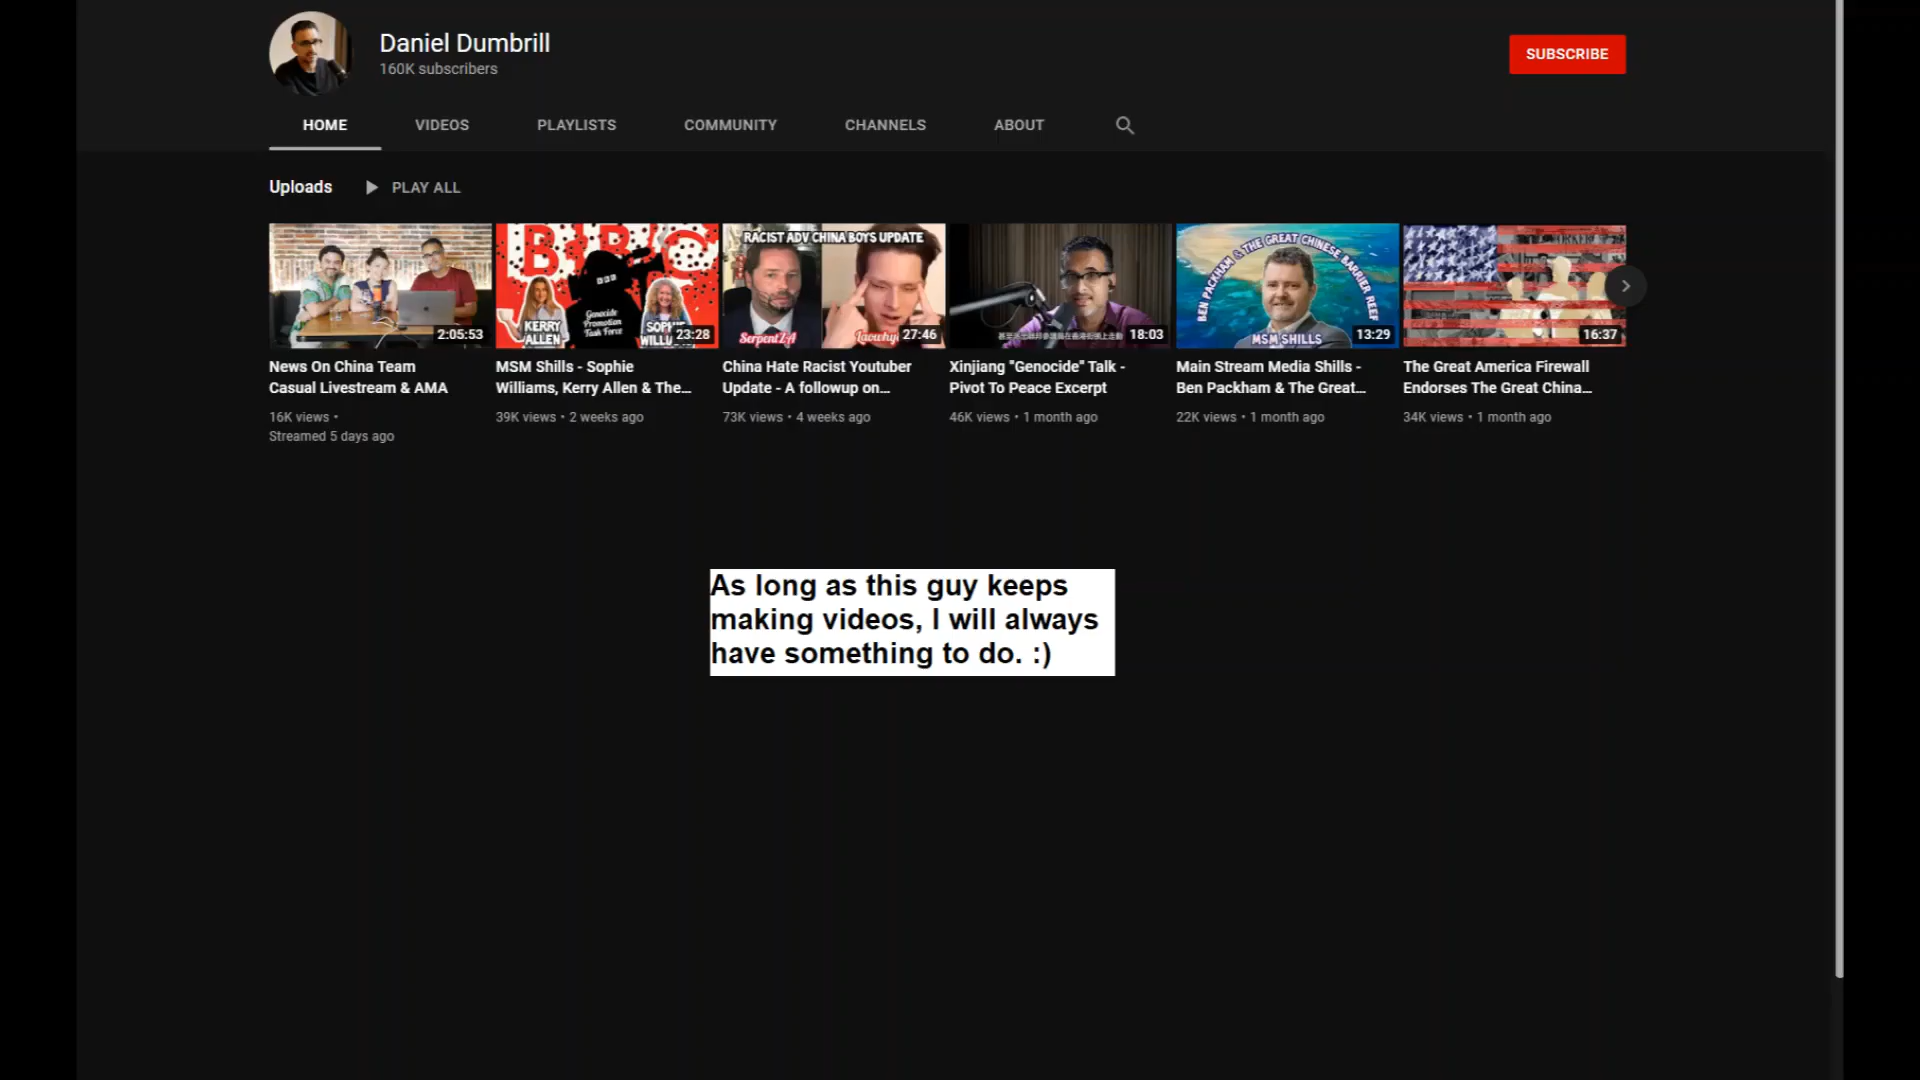 Daniel Dumbrill
160K subscribers
SUBSCRIBE
HOME
VIDEOS
PLAYLISTS
COMMUNITY
CHANNELS
ABOUT
Uploads
PLAY ALL
BBC
KERRY
ALLEN
Genocide
Promotion
Task Force
2:05:53
23:28
RACIST ADV CHINA BOYS UPDATE
SerpentZA
27:46
18:03
BEN PACKHAM & THE GREAT CHINESE BARRIER REEF
MSM SHILLS
13:29
16:37
News On China Team
Casual Livestream & AMA
16K views •
Streamed 5 days ago
MSM Shills - Sophie
Williams, Kerry Allen & The...
39K views • 2 weeks ago
China Hate Racist Youtuber
Update - A followup on...
73K views • 4 weeks ago
Xinjiang "Genocide" Talk -
Pivot To Peace Excerpt
46K views • 1 month ago
Main Stream Media Shills -
Ben Packham & The Great...
22K views • 1 month ago
The Great America Firewall
Endorses The Great China...
34K views • 1 month ago
As long as this guy keeps
making videos, I will always
have something to do. :)